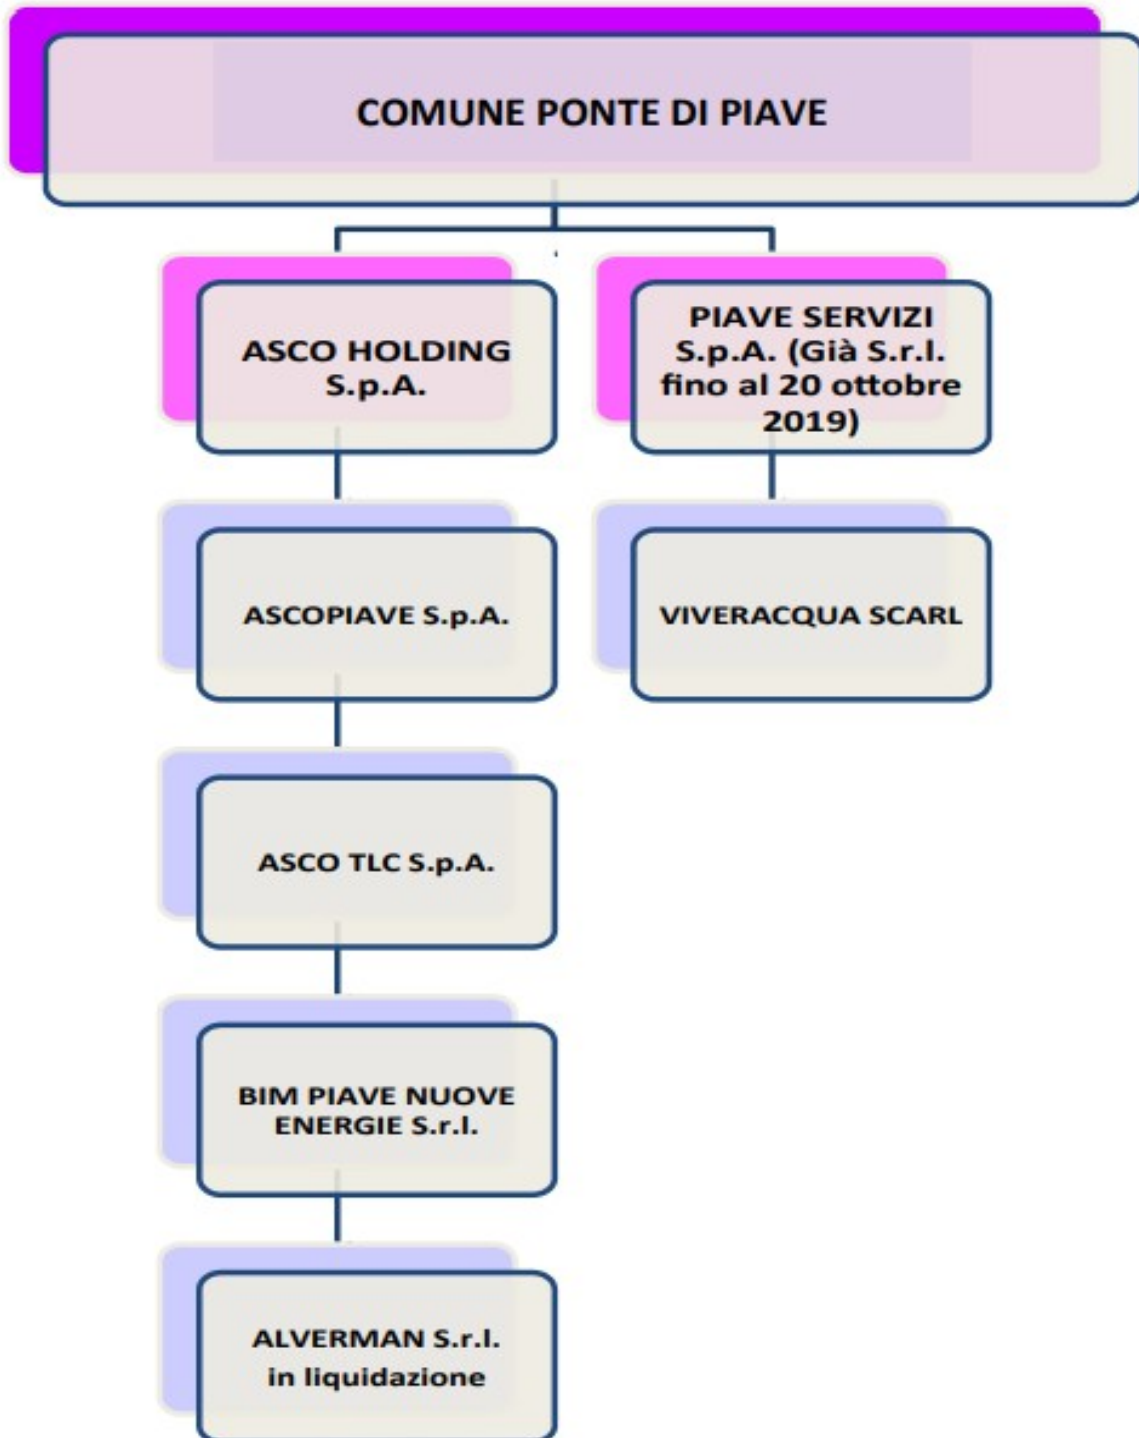 COMUNE PONTE DI PIAVE
ASCO HOLDING
S.p.A.
PIAVE SERVIZI
S.p.A. (Già S.r.l.
fino al 20 ottobre
2019)
ASCOPIAVE S.p.A.
VIVERACQUA SCARL
ASCO TLC S.p.A.
BIM PIAVE NUOVE
ENERGIE S.r.l.
ALVERMAN S.r.l.
in liquidazione